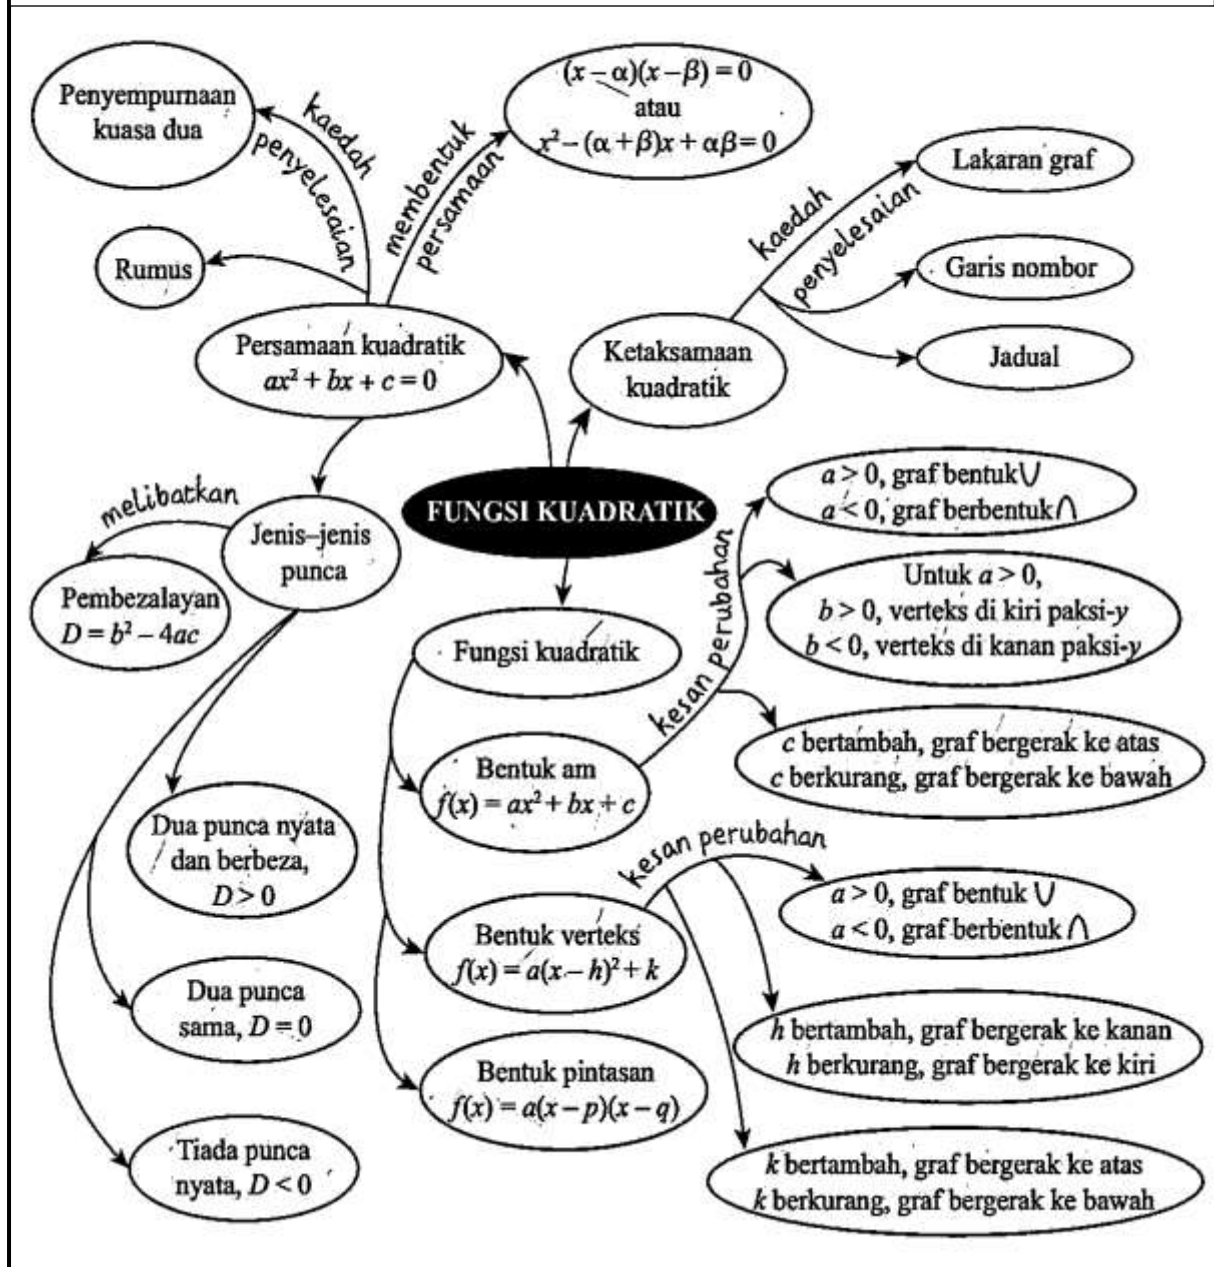 Penyempurnaan
kuasa dua
kaedah
penyelesaian
Rumus
membentuk
persamaan
(x – α)(x – β) = 0
atau
x² – (α + β)x + αβ = 0
Persamaan kuadratik
ax² + bx + c = 0
Ketaksamaan
kuadratik
kaedah
penyelesaian
Lakaran graf
Garis nombor
Jadual
FUNGSI KUADRATIK
Jenis–jenis
punca
melibatkan
Pembezalayan
D = b² – 4ac
Dua punca nyata
dan berbeza,
D > 0
Dua punca
sama, D = 0
Tiada punca
nyata, D < 0
Fungsi kuadratik
Bentuk am
f(x) = ax² + bx + c
kesan perubahan
a > 0, graf bentuk ∪
a < 0, graf berbentuk ∩
Untuk a > 0,
b > 0, verteks di kiri paksi-y
b < 0, verteks di kanan paksi-y
c bertambah, graf bergerak ke atas
c berkurang, graf bergerak ke bawah
Bentuk verteks
f(x) = a(x – h)² + k
kesan perubahan
a > 0, graf bentuk ∪
a < 0, graf berbentuk ∩
h bertambah, graf bergerak ke kanan
h berkurang, graf bergerak ke kiri
k bertambah, graf bergerak ke atas
k berkurang, graf bergerak ke bawah
Bentuk pintasan
f(x) = a(x – p)(x – q)